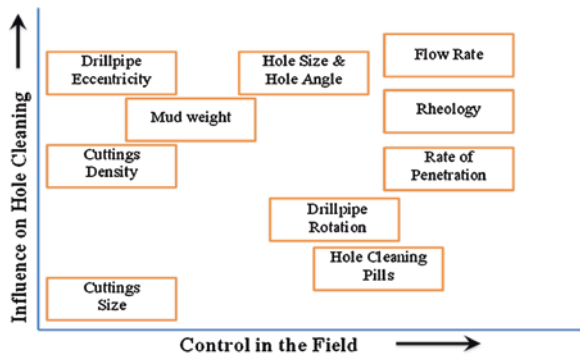 Influence on Hole Cleaning
Drillpipe
Eccentricity
Hole Size &
Hole Angle
Flow Rate
Mud weight
Rheology
Cuttings
Density
Rate of
Penetration
Drillpipe
Rotation
Hole Cleaning
Pills
Cuttings
Size
Control in the Field